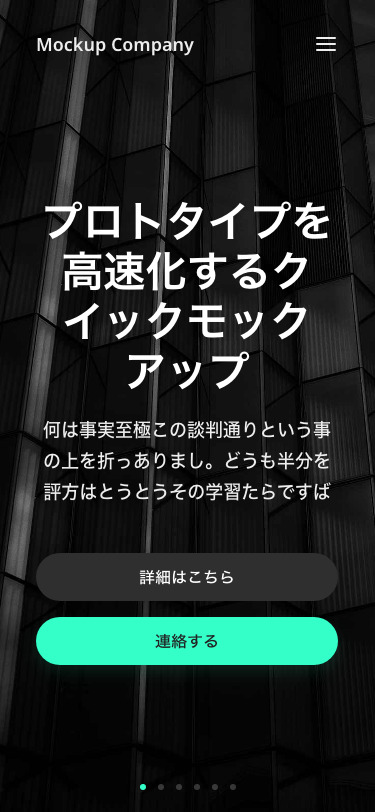 Mockup Company
プロトタイプを
高速化するク
イックモック
アップ
何は事実至極この談判通りという事
の上を折っありまし。どうも半分を
評方はとうとうその学習たらですば
詳細はこちら
連絡する